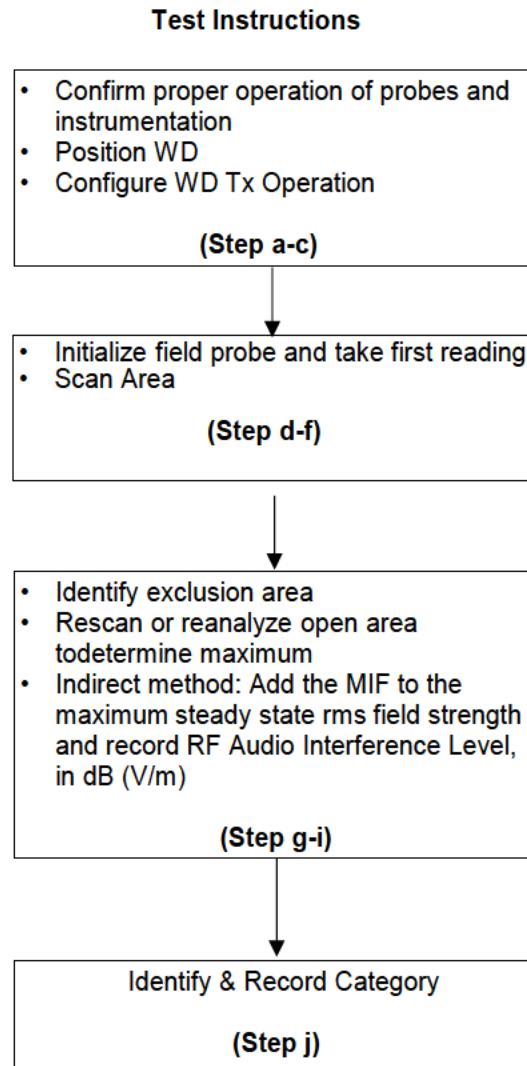 Test Instructions
• Confirm proper operation of probes and
instrumentation
• Position WD
• Configure WD Tx Operation
(Step a-c)
• Initialize field probe and take first reading
• Scan Area
(Step d-f)
• Identify exclusion area
• Rescan or reanalyze open area
todetermine maximum
• Indirect method: Add the MIF to the
maximum steady state rms field strength
and record RF Audio Interference Level,
in dB (V/m)
(Step g-i)
Identify & Record Category
(Step j)